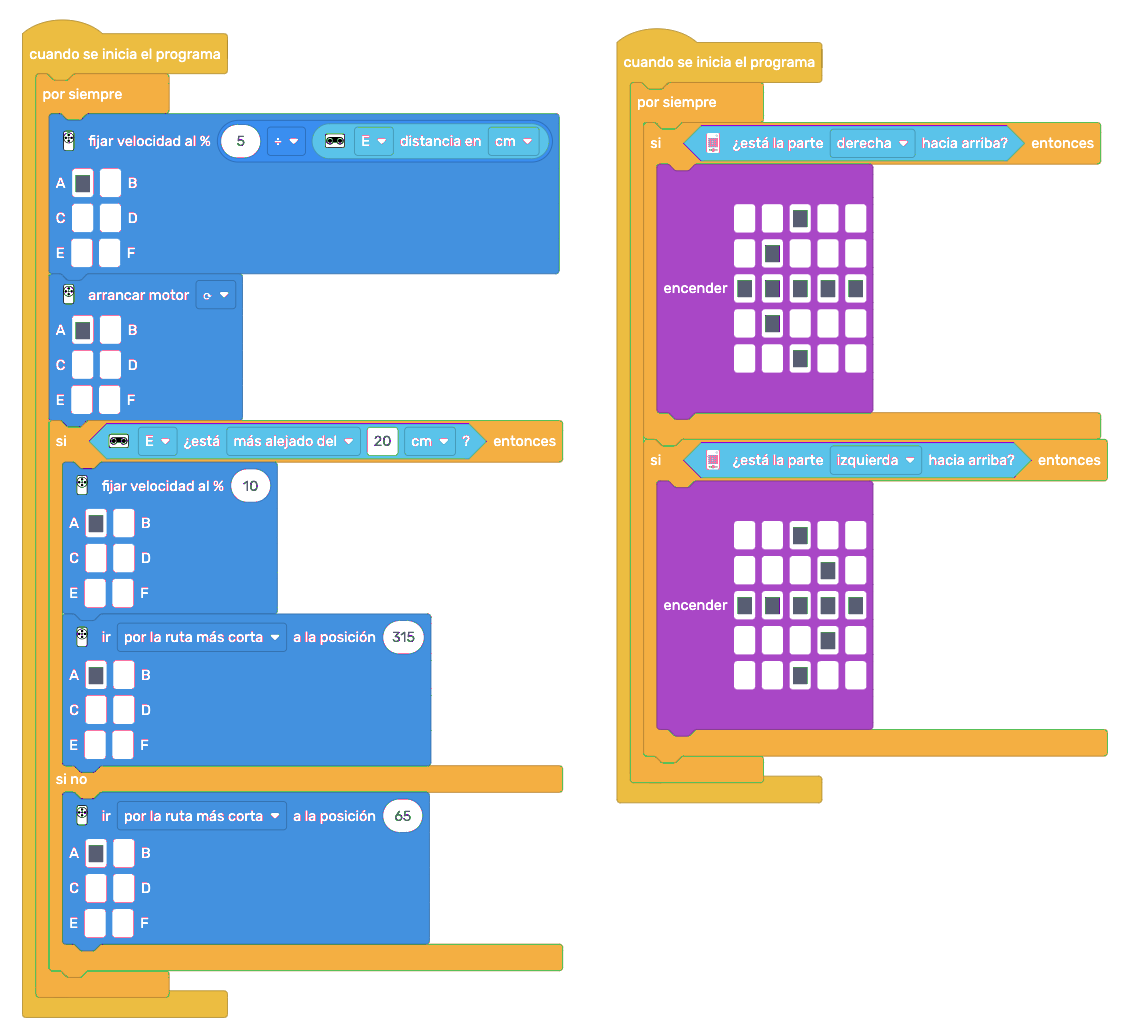 cuando se inicia el programa
por siempre
fijar velocidad al % 5 ÷ E distancia en cm
A B
C D
E F
arrancar motor
A B
C D
E F
si E ¿está más alejado del 20 cm ? entonces
fijar velocidad al % 10
A B
C D
E F
ir por la ruta más corta a la posición 315
A B
C D
E F
si no
ir por la ruta más corta a la posición 65
A B
C D
E F
cuando se inicia el programa
por siempre
si ¿está la parte derecha hacia arriba? entonces
encender
si ¿está la parte izquierda hacia arriba? entonces
encender